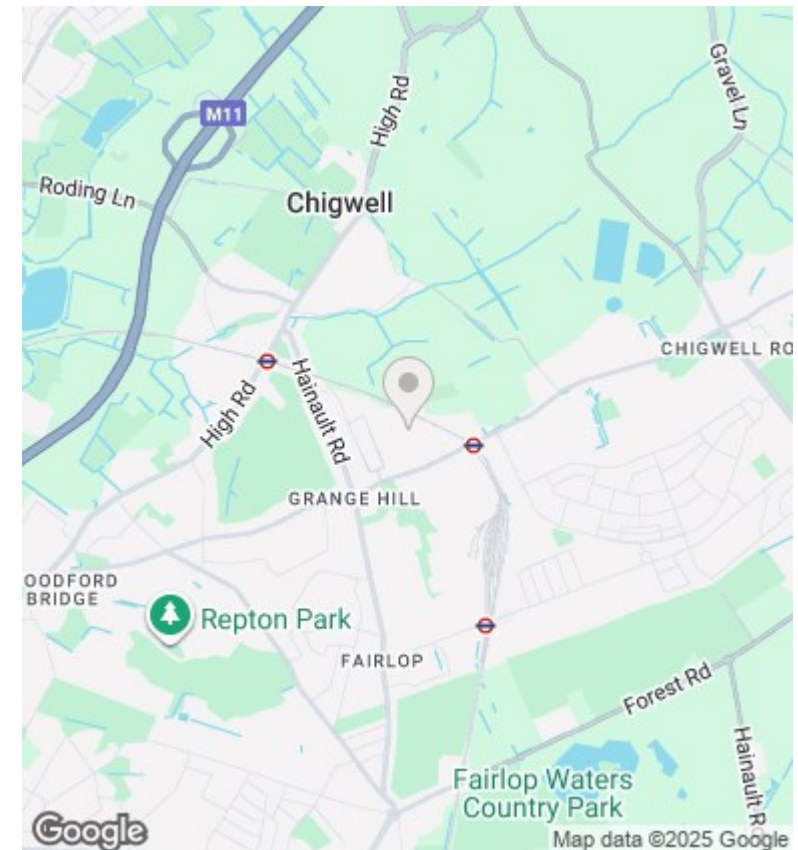 M11
High Rd
Gravel Ln
Roding Ln
Chigwell
CHIGWELL RO
High Rd
Hainault Rd
GRANGE HILL
OODFORD
BRIDGE
Repton Park
FAIRLOP
Forest Rd
Hainault Ro
Fairlop Waters
Country Park
Google
Map data ©2025 Google